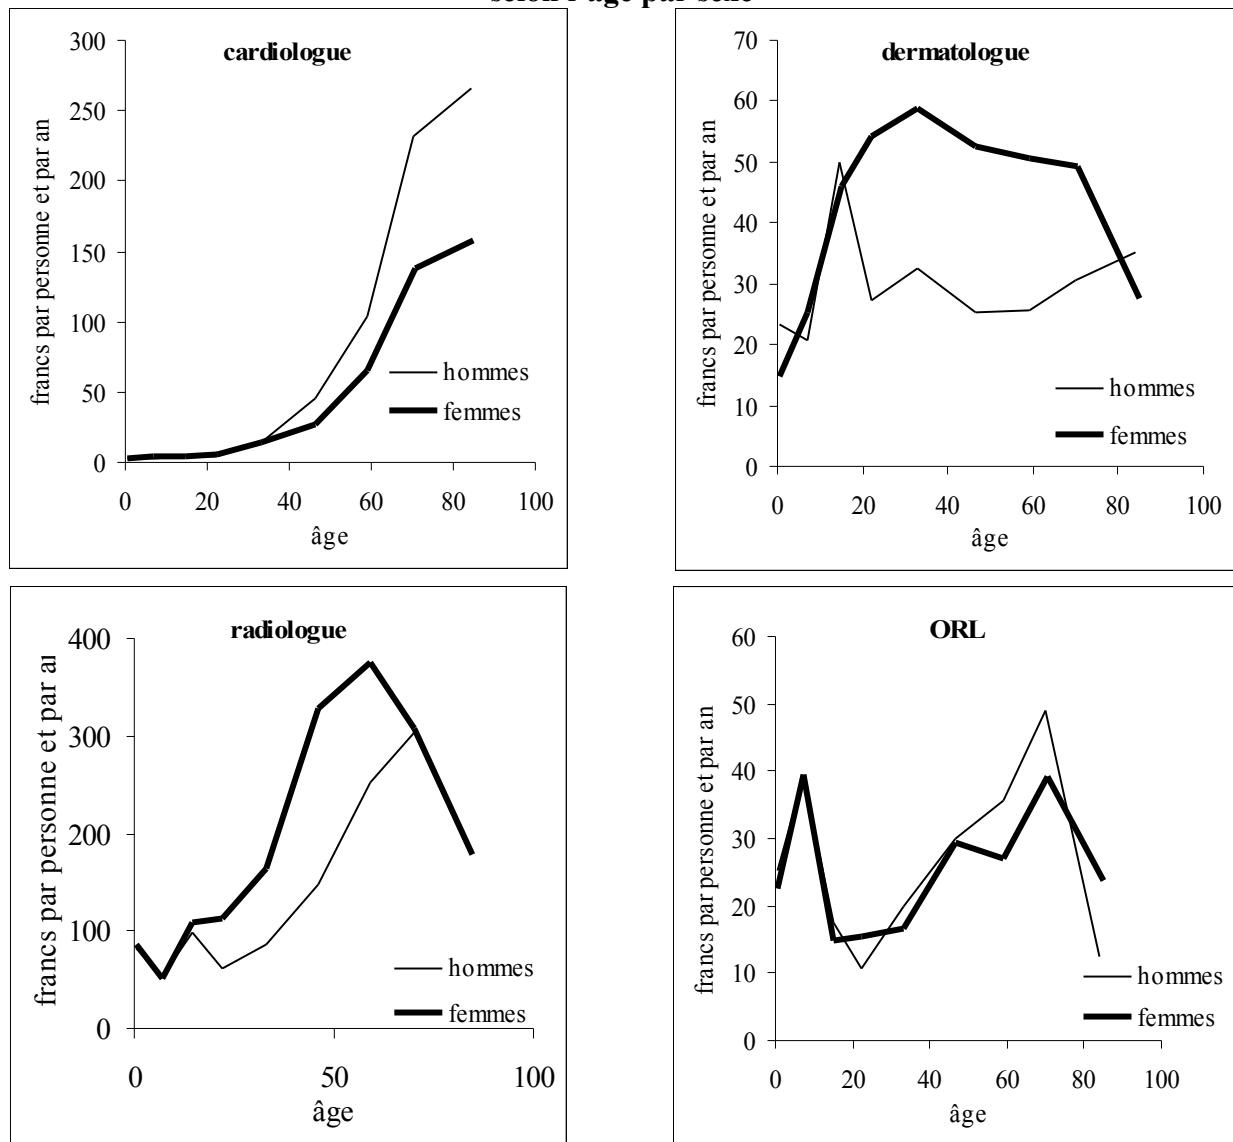 selon l'âge par sexe
cardiologue
francs par personne et par an
300
250
200
150
100
50
0
hommes
femmes
0 20 40 60 80 100
âge
dermatologue
francs par personne et par an
70
60
50
40
30
20
10
0
hommes
femmes
0 20 40 60 80 100
âge
radiologue
francs par personne et par a
400
300
200
100
0
hommes
femmes
0 50 100
âge
ORL
francs par personne et par an
60
50
40
30
20
10
0
hommes
femmes
0 20 40 60 80 100
âge